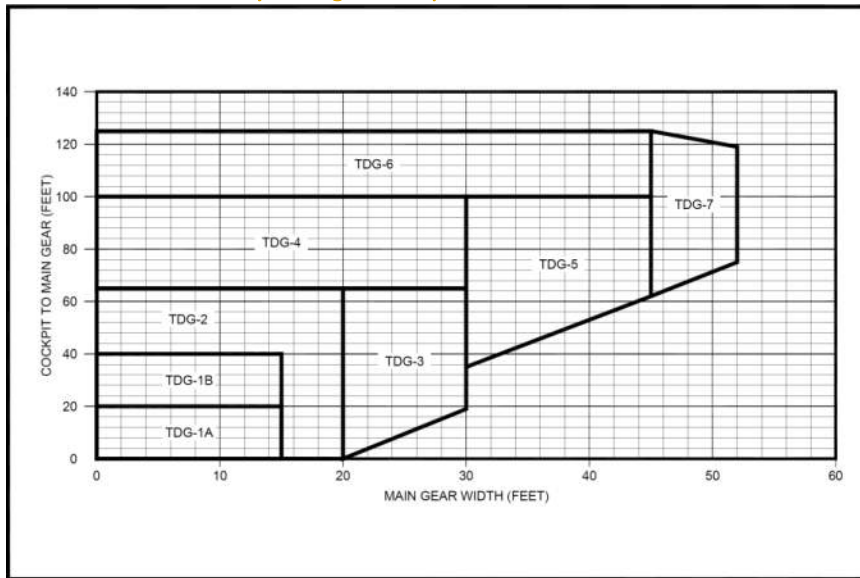 140
120
100
80
60
40
20
0
COCKPIT TO MAIN GEAR (FEET)
TDG-6
TDG-7
TDG-4
TDG-5
TDG-2
TDG-3
TDG-1B
TDG-1A
0 10 20 30 40 50 60
MAIN GEAR WIDTH (FEET)